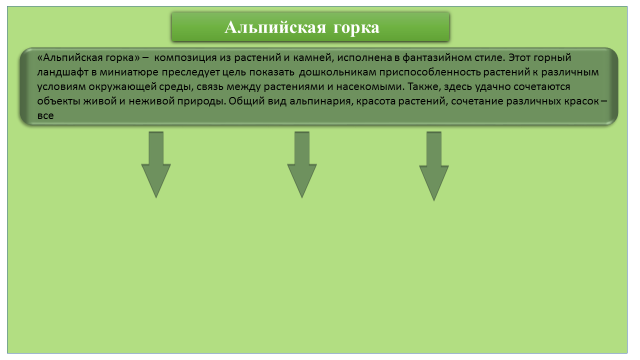 Альпийская горка
«Альпийская горка» – композиция из растений и камней, исполнена в фантазийном стиле. Этот горный
ландшафт в миниатюре преследует цель показать дошкольникам приспособленность растений к различным
условиям окружающей среды, связь между растениями и насекомыми. Также, здесь удачно сочетаются
объекты живой и неживой природы. Общий вид альпинария, красота растений, сочетание различных красок –
все